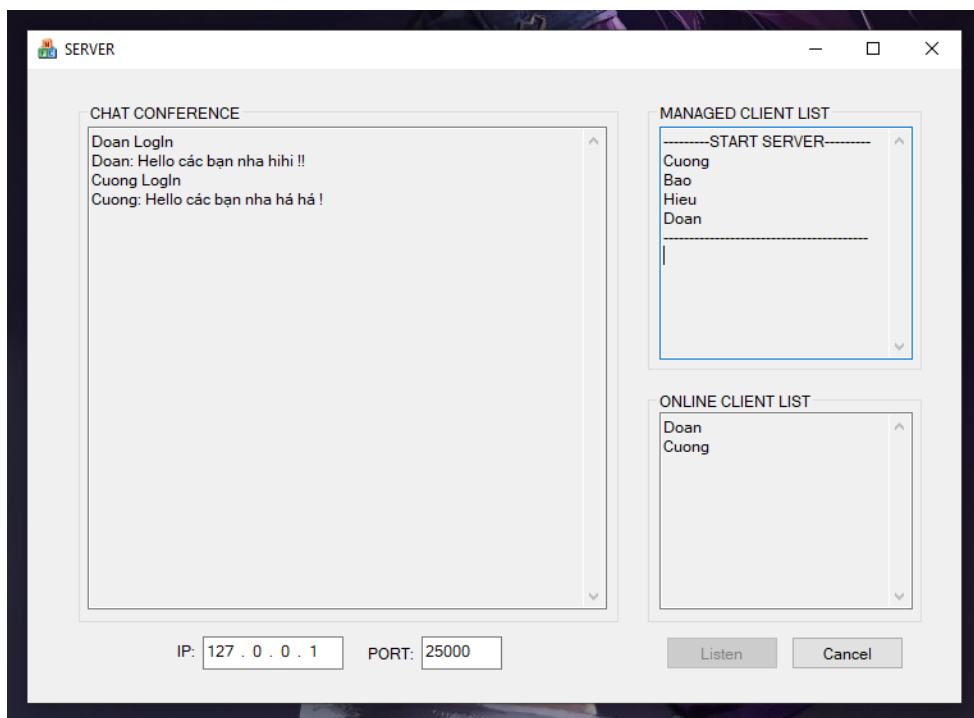 SERVER
CHAT CONFERENCE
Doan LogIn
Doan: Hello các bạn nha hihi !!
Cuong LogIn
Cuong: Hello các bạn nha há há !
MANAGED CLIENT LIST
---------START SERVER---------
Cuong
Bao
Hieu
Doan
----------------------------------------
ONLINE CLIENT LIST
Doan
Cuong
IP: 127 . 0 . 0 . 1 PORT: 25000 Listen Cancel